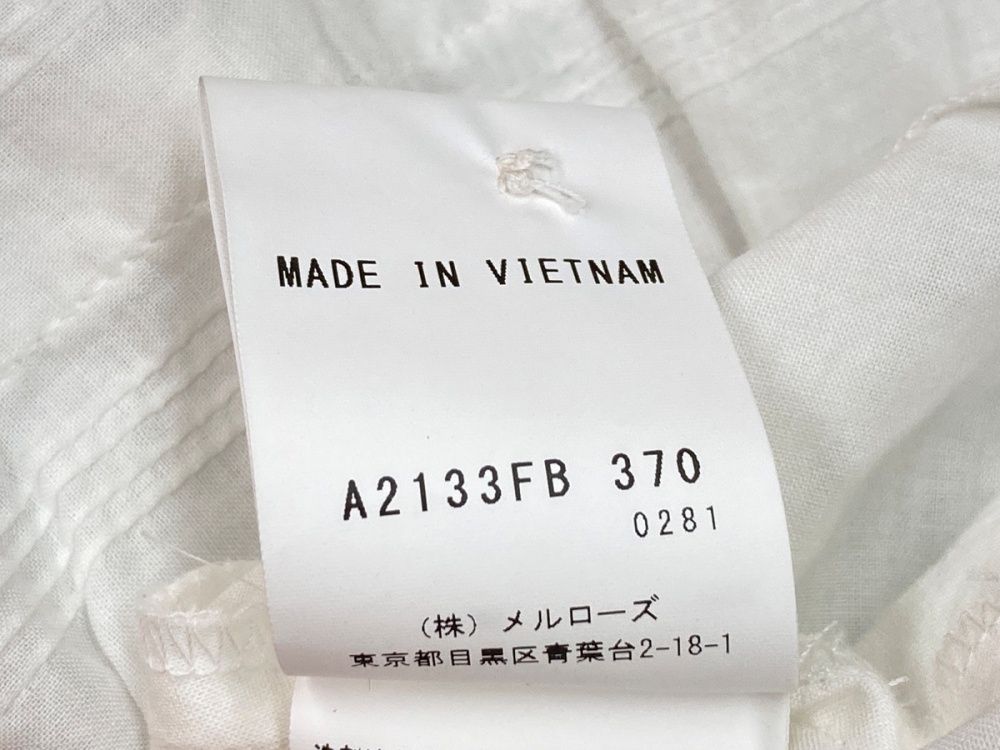 MADE IN VIETNAM
A2133FB 370
0281
(株)メルローズ
東京都目黒区青葉台2-18-1